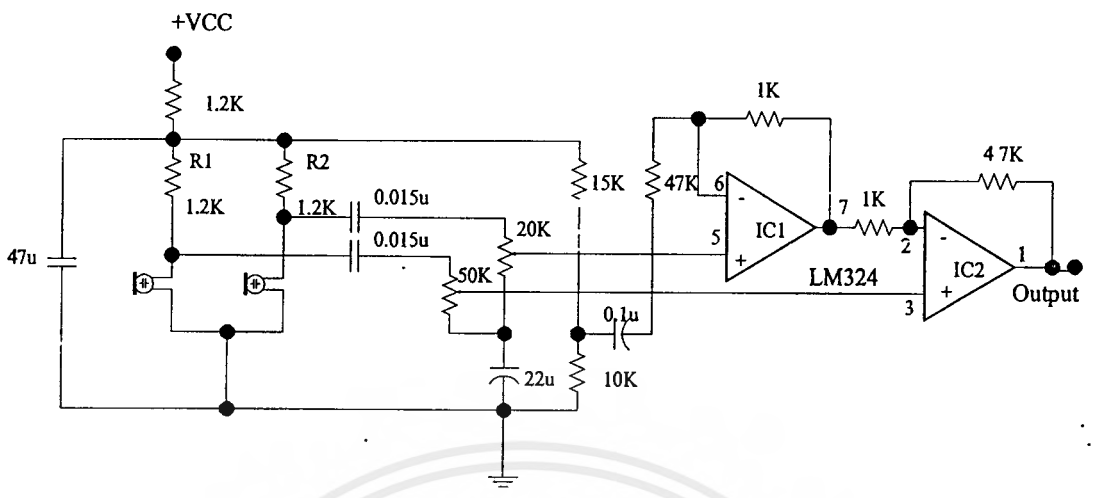 +VCC
1.2K
R1
R2
1.2K
1.2K
0.015u
0.015u
47u
20K
50K
15K
47K
1K
6
5
-
+
IC1
7
1K
4 7K
2
3
-
+
IC2
1
LM324
Output
0.1u
22u
10K